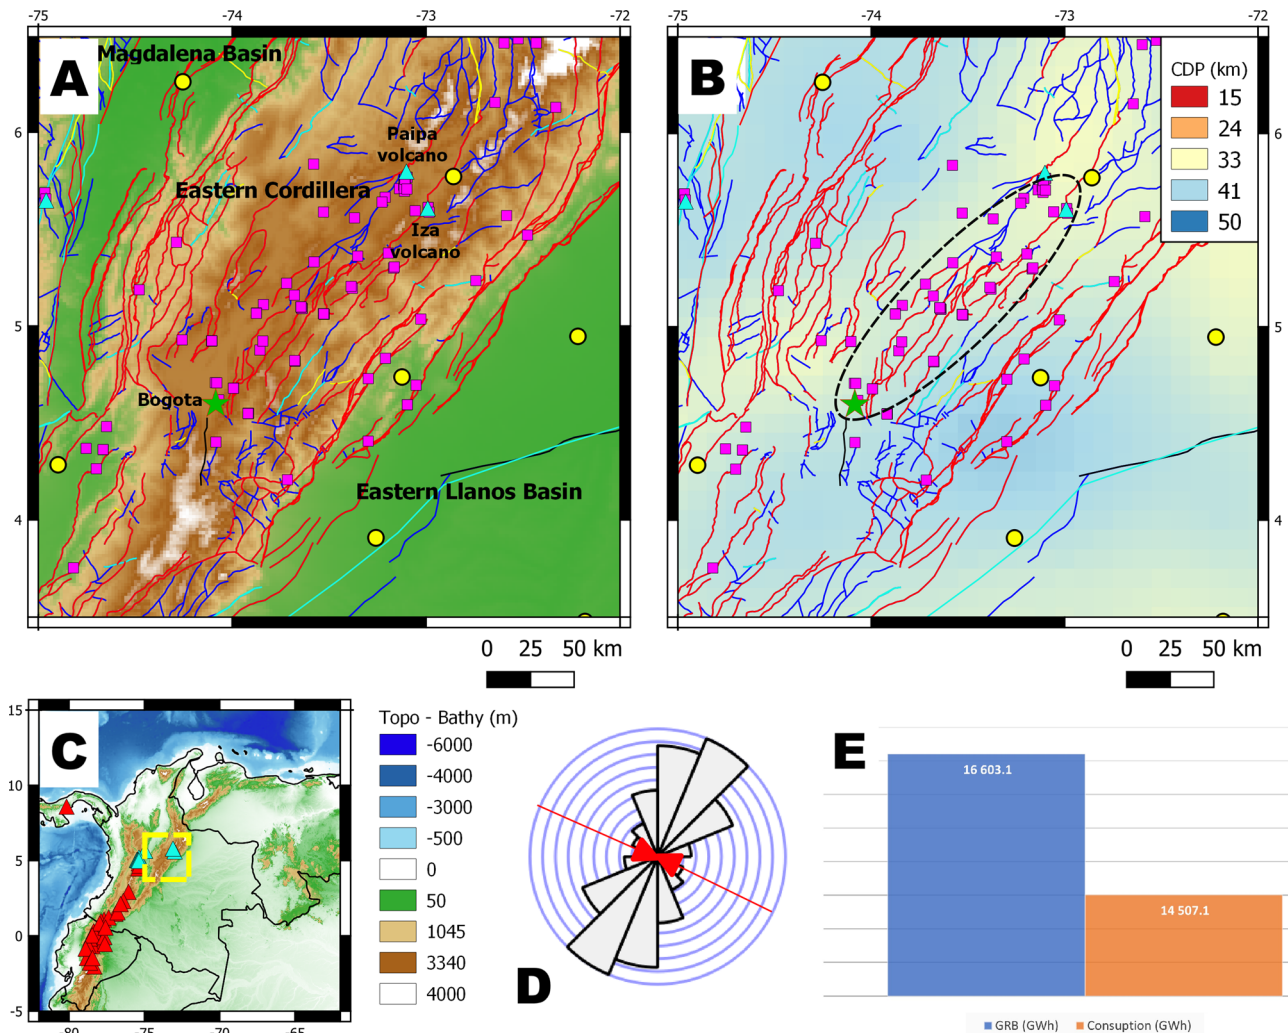 -75 -74 -73 -72
-75 -74 -73 -72
A
Magdalena Basin
6
Paipa
volcano
Eastern Cordillera
Iza
volcano
5
Bogota
Eastern Llanos Basin
4
0 25 50 km
B
CDP (km)
15
24
33
41
50
6
5
4
0 25 50 km
C
15
10
5
0
-5
-80 -75 -70 -65
Topo - Bathy (m)
-6000
-4000
-3000
-500
0
50
1045
3340
4000
D
E
16 603.1
14 507.1
GRB (GWh) Consuption (GWh)